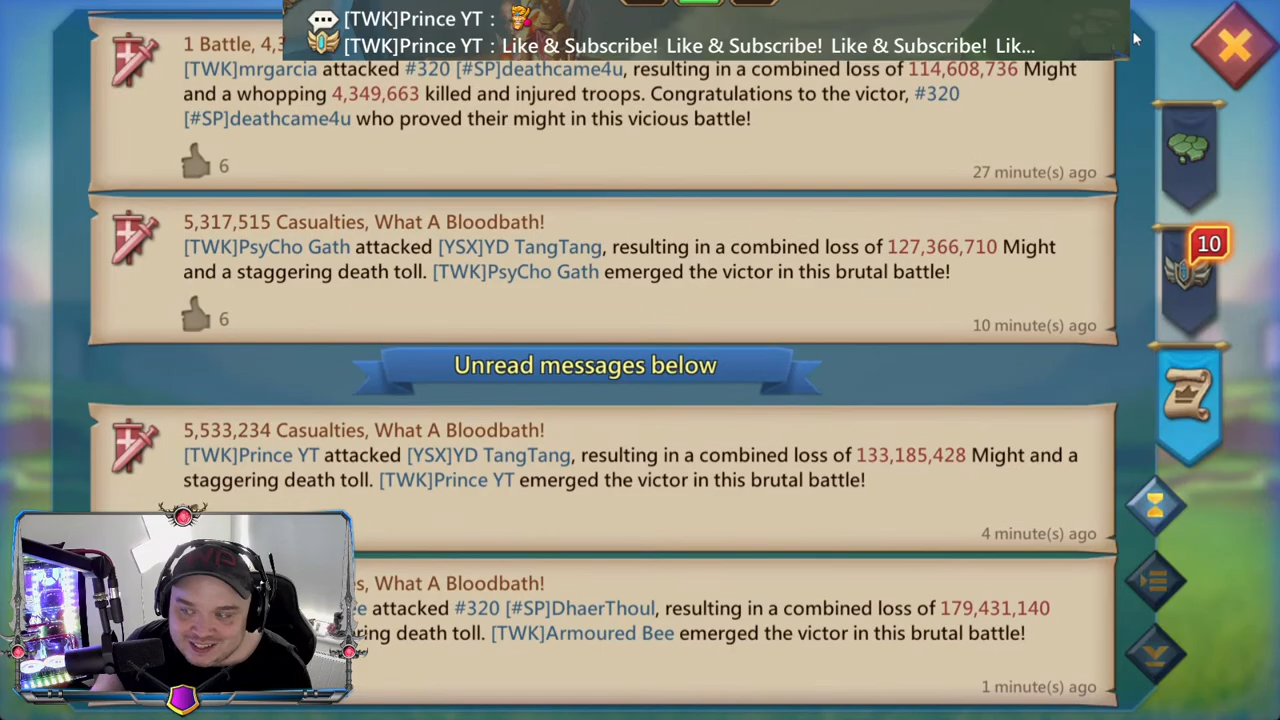 [TWK]Prince YT :
[TWK]Prince YT : Like & Subscribe! Like & Subscribe! Like & Subscribe! Lik...
1 Battle, 4,3
[TWK]mrgarcia attacked #320 [#SP]deathcame4u, resulting in a combined loss of 114,608,736 Might
and a whopping 4,349,663 killed and injured troops. Congratulations to the victor, #320
[#SP]deathcame4u who proved their might in this vicious battle!
6
27 minute(s) ago
5,317,515 Casualties, What A Bloodbath!
[TWK]PsyCho Gath attacked [YSX]YD TangTang, resulting in a combined loss of 127,366,710 Might
and a staggering death toll. [TWK]PsyCho Gath emerged the victor in this brutal battle!
6
10 minute(s) ago
10
Unread messages below
5,533,234 Casualties, What A Bloodbath!
[TWK]Prince YT attacked [YSX]YD TangTang, resulting in a combined loss of 133,185,428 Might and a
staggering death toll. [TWK]Prince YT emerged the victor in this brutal battle!
4 minute(s) ago
s, What A Bloodbath!
e attacked #320 [#SP]DhaerThoul, resulting in a combined loss of 179,431,140
ring death toll. [TWK]Armoured Bee emerged the victor in this brutal battle!
1 minute(s) ago